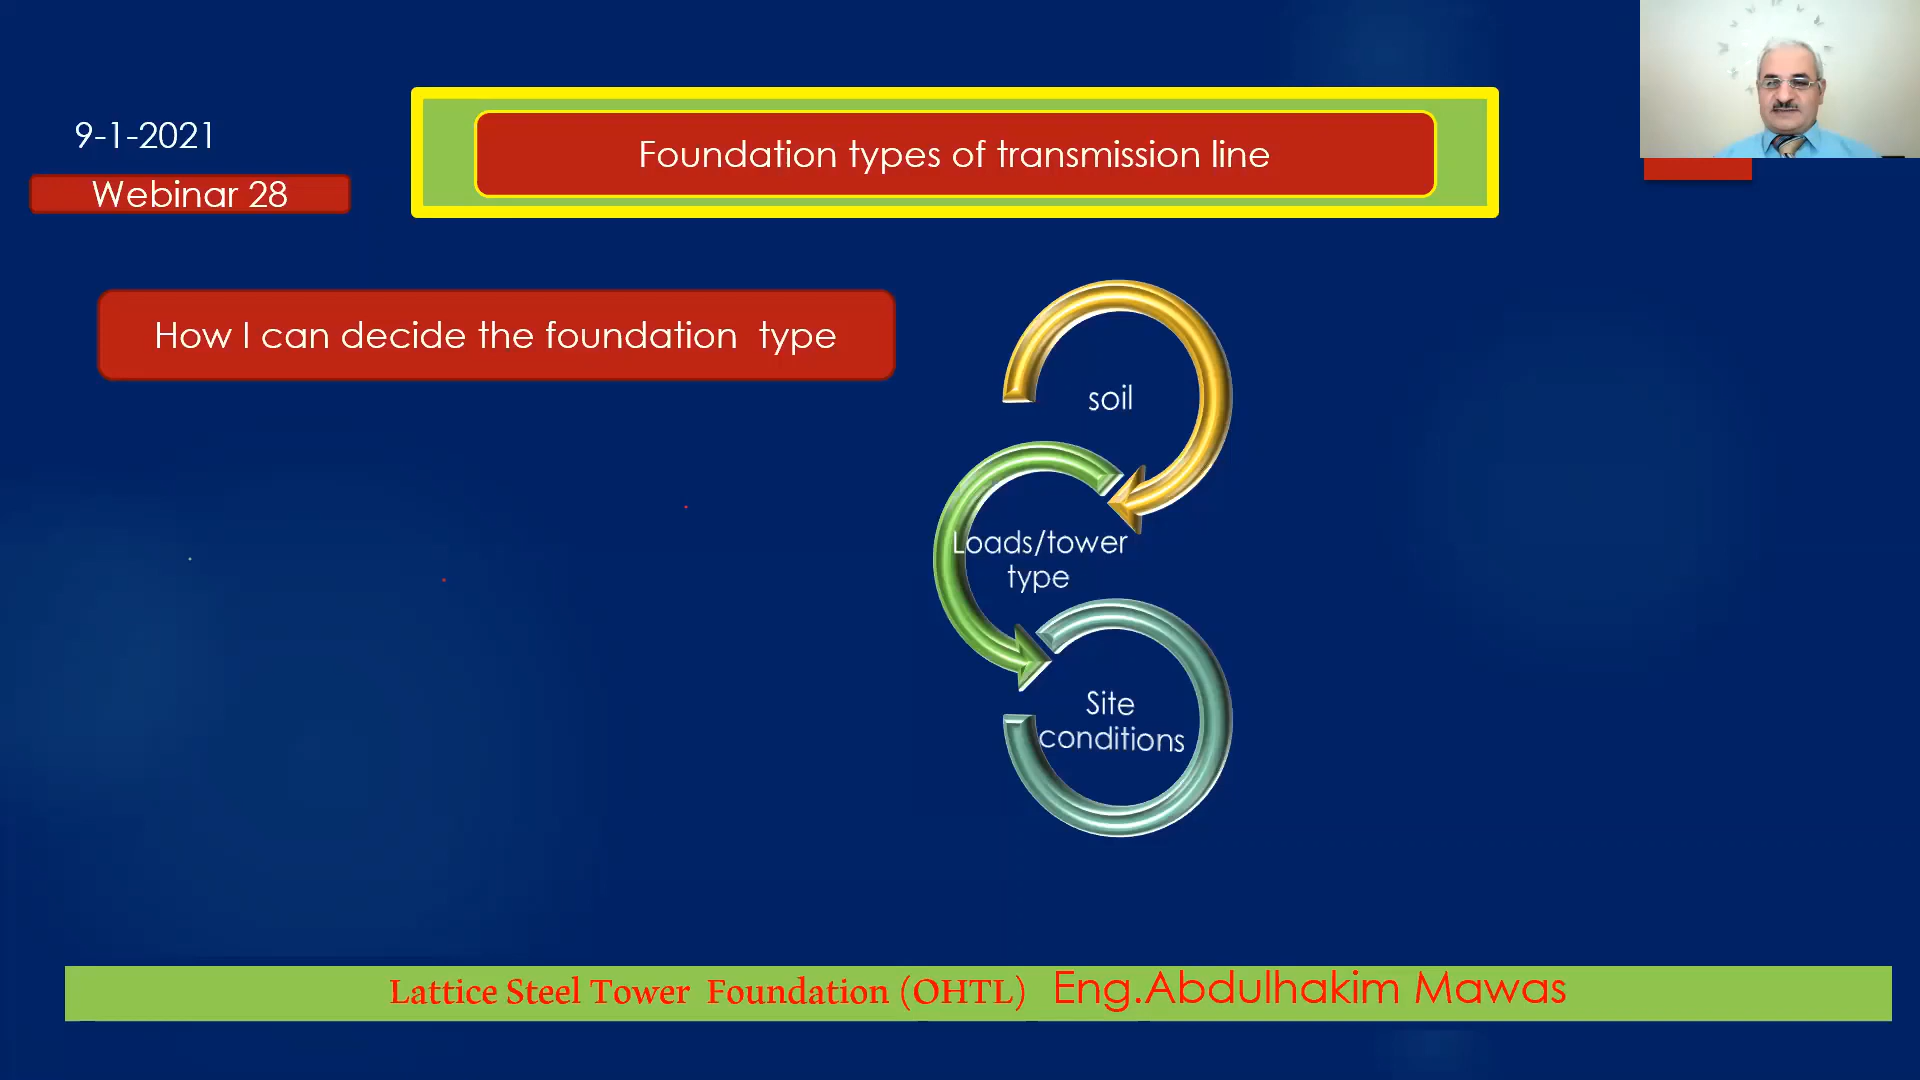 9-1-2021
Webinar 28
Foundation types of transmission line
How I can decide the foundation type
soil
Loads/tower
type
Site
conditions
Lattice Steel Tower Foundation (OHTL) Eng.Abdulhakim Mawas